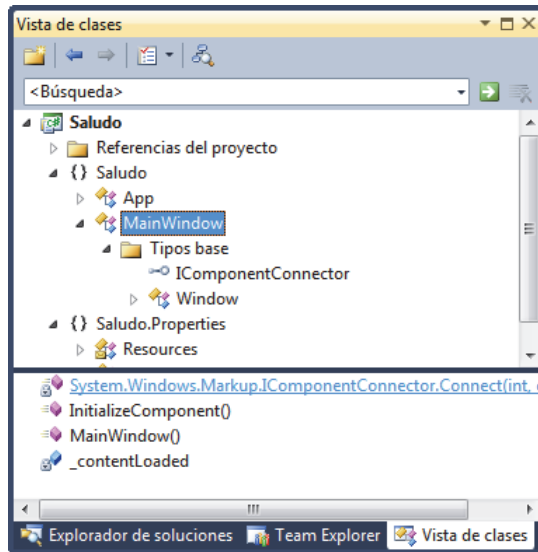 Vista de clases
<Búsqueda>
C# Saludo
Referencias del proyecto
{} Saludo
App
MainWindow
Tipos base
IComponentConnector
Window
{} Saludo.Properties
Resources
System.Windows.Markup.IComponentConnector.Connect(int,
InitializeComponent()
MainWindow()
_contentLoaded
Explorador de soluciones Team Explorer Vista de clases